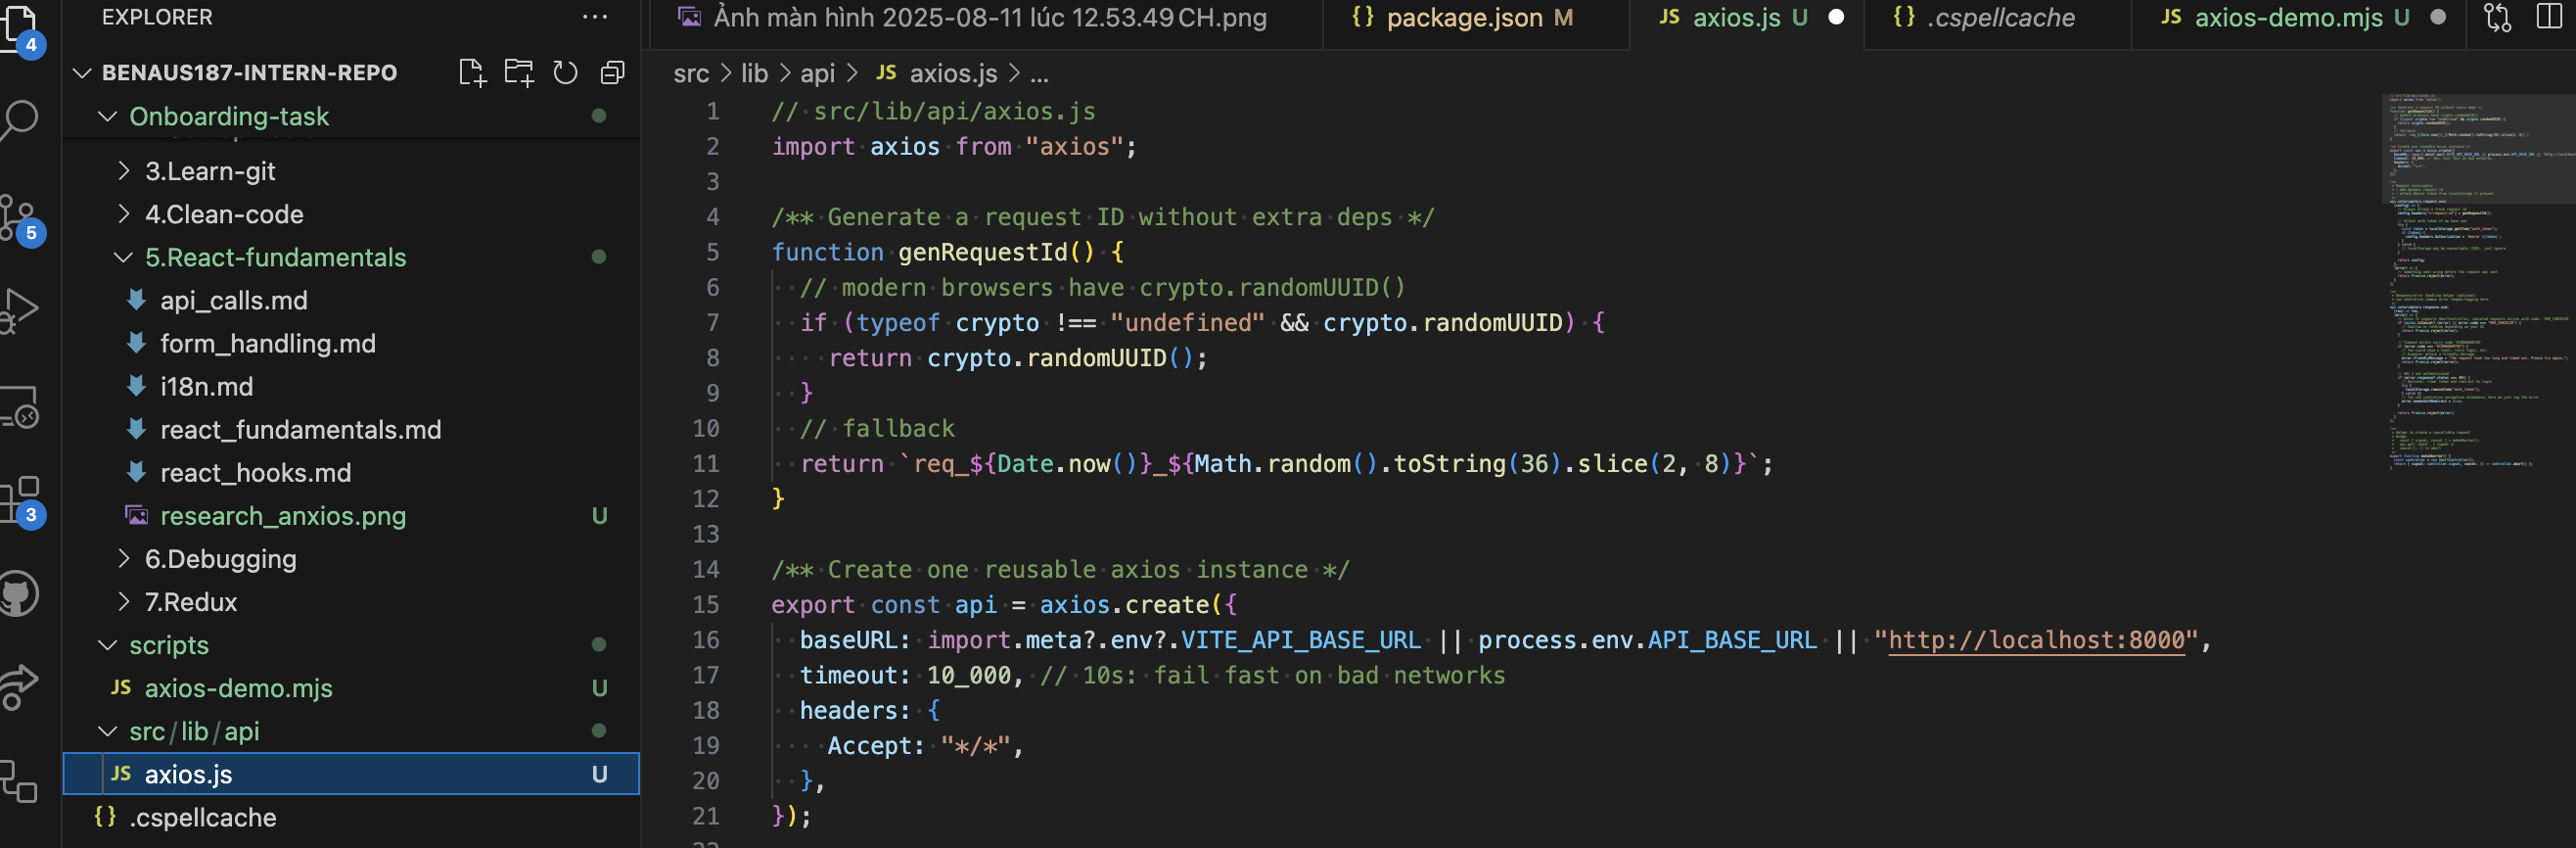 EXPLORER
BENAUS187-INTERN-REPO
Onboarding-task
3.Learn-git
4.Clean-code
5.React-fundamentals
api_calls.md
form_handling.md
i18n.md
react_fundamentals.md
react_hooks.md
research_anxios.png U
6.Debugging
7.Redux
scripts
JS axios-demo.mjs U
src/lib/api
JS axios.js U
{} .cspellcache
4
5
3
Ảnh màn hình 2025-08-11 lúc 12.53.49 CH.png
{} package.json M
JS axios.js U
{} .cspellcache
JS axios-demo.mjs U
src > lib > api > JS axios.js > ...
1 // src/lib/api/axios.js
2 import axios from "axios";
3
4 /** Generate a request ID without extra deps */
5 function genRequestId() {
6 // modern browsers have crypto.randomUUID()
7 if (typeof crypto !== "undefined" && crypto.randomUUID) {
8 return crypto.randomUUID();
9 }
10 // fallback
11 return `req_${Date.now()}_${Math.random().toString(36).slice(2, 8)}`;
12 }
13
14 /** Create one reusable axios instance */
15 export const api = axios.create({
16 baseURL: import.meta?.env?.VITE_API_BASE_URL || process.env.API_BASE_URL || "http://localhost:8000",
17 timeout: 10_000, // 10s: fail fast on bad networks
18 headers: {
19 Accept: "*/*",
20 },
21 });